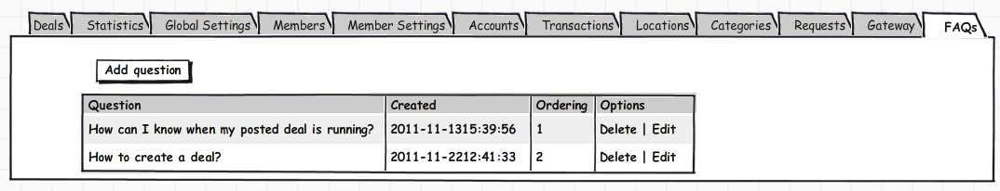 Deals Statistics Global Settings Members Member Settings Accounts Transactions Locations Categories Requests Gateway FAQs
Add question
Question Created Ordering Options
How can I know when my posted deal is running? 2011-11-1315:39:56 1 Delete | Edit
How to create a deal? 2011-11-2212:41:33 2 Delete | Edit